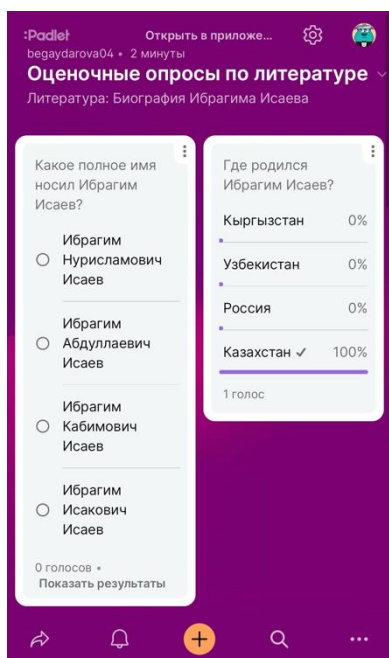 :Padlet
Открыть в приложе...
begaydarova04 • 2 минуты
Оценочные опросы по литературе
Литература: Биография Ибрагима Исаева
Какое полное имя
носил Ибрагим
Исаев?
Ибрагим
Нурисламович
Исаев
Ибрагим
Абдуллаевич
Исаев
Ибрагим
Кабимович
Исаев
Ибрагим
Исакович
Исаев
0 голосов •
Показать результаты
Где родился
Ибрагим Исаев?
Кыргызстан 0%
Узбекистан 0%
Россия 0%
Казахстан ✓ 100%
1 голос